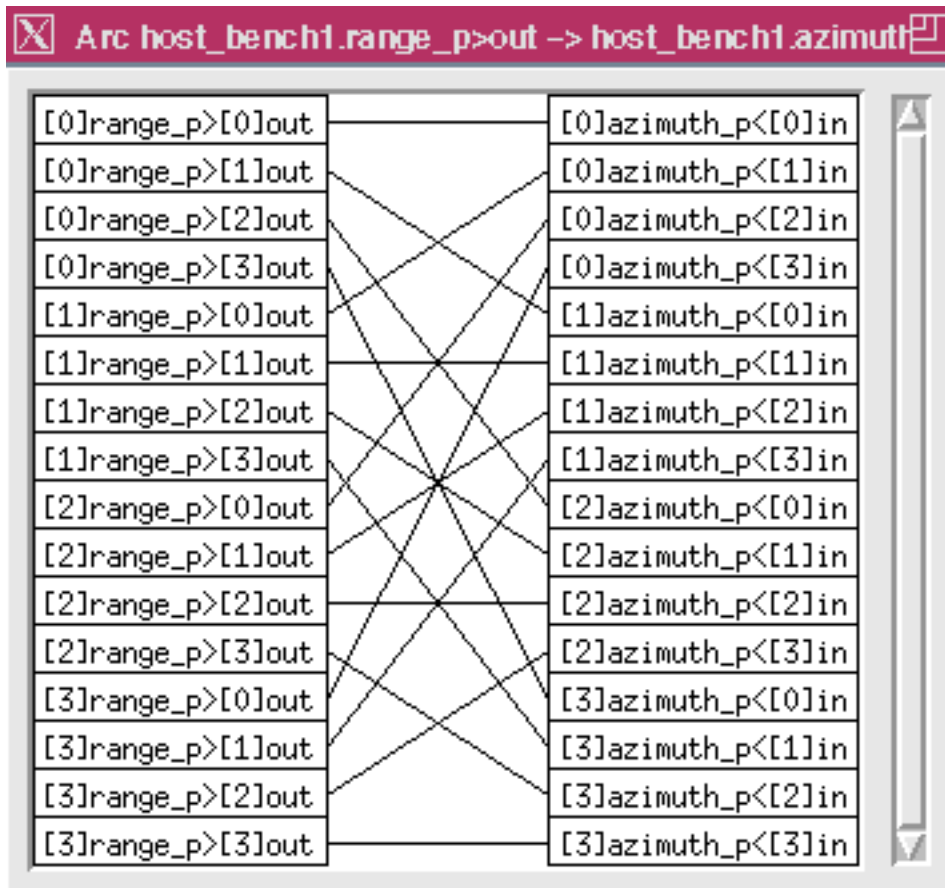 Arc host_bench1.range_p>out -> host_bench1.azimuth
[0]range_p>[0]out [0]azimuth_p<[0]in
[0]range_p>[1]out [0]azimuth_p<[1]in
[0]range_p>[2]out [0]azimuth_p<[2]in
[0]range_p>[3]out [0]azimuth_p<[3]in
[1]range_p>[0]out [1]azimuth_p<[0]in
[1]range_p>[1]out [1]azimuth_p<[1]in
[1]range_p>[2]out [1]azimuth_p<[2]in
[1]range_p>[3]out [1]azimuth_p<[3]in
[2]range_p>[0]out [2]azimuth_p<[0]in
[2]range_p>[1]out [2]azimuth_p<[1]in
[2]range_p>[2]out [2]azimuth_p<[2]in
[2]range_p>[3]out [2]azimuth_p<[3]in
[3]range_p>[0]out [3]azimuth_p<[0]in
[3]range_p>[1]out [3]azimuth_p<[1]in
[3]range_p>[2]out [3]azimuth_p<[2]in
[3]range_p>[3]out [3]azimuth_p<[3]in